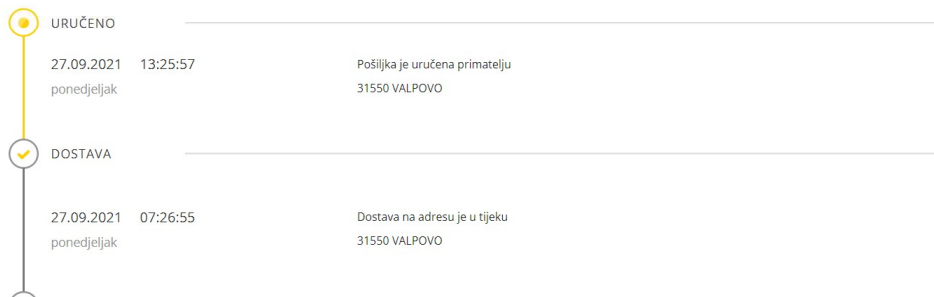 URUČENO
27.09.2021 13:25:57 Pošiljka je uručena primatelju
ponedjeljak 31550 VALPOVO
DOSTAVA
27.09.2021 07:26:55 Dostava na adresu je u tijeku
ponedjeljak 31550 VALPOVO